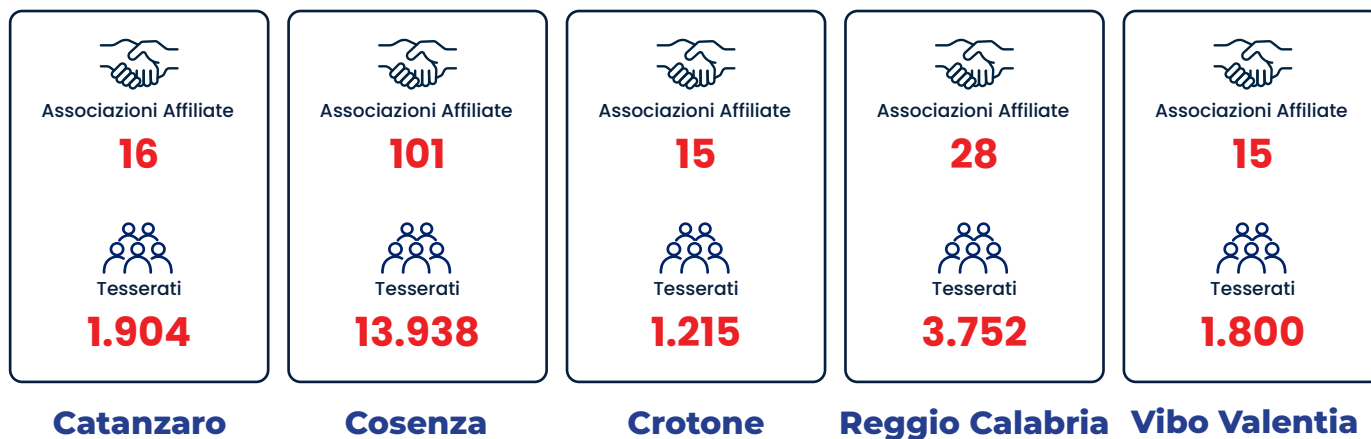 Associazioni Affiliate
16
Tesserati
1.904
Catanzaro
Associazioni Affiliate
101
Tesserati
13.938
Cosenza
Associazioni Affiliate
15
Tesserati
1.215
Crotone
Associazioni Affiliate
28
Tesserati
3.752
Reggio Calabria
Associazioni Affiliate
15
Tesserati
1.800
Vibo Valentia